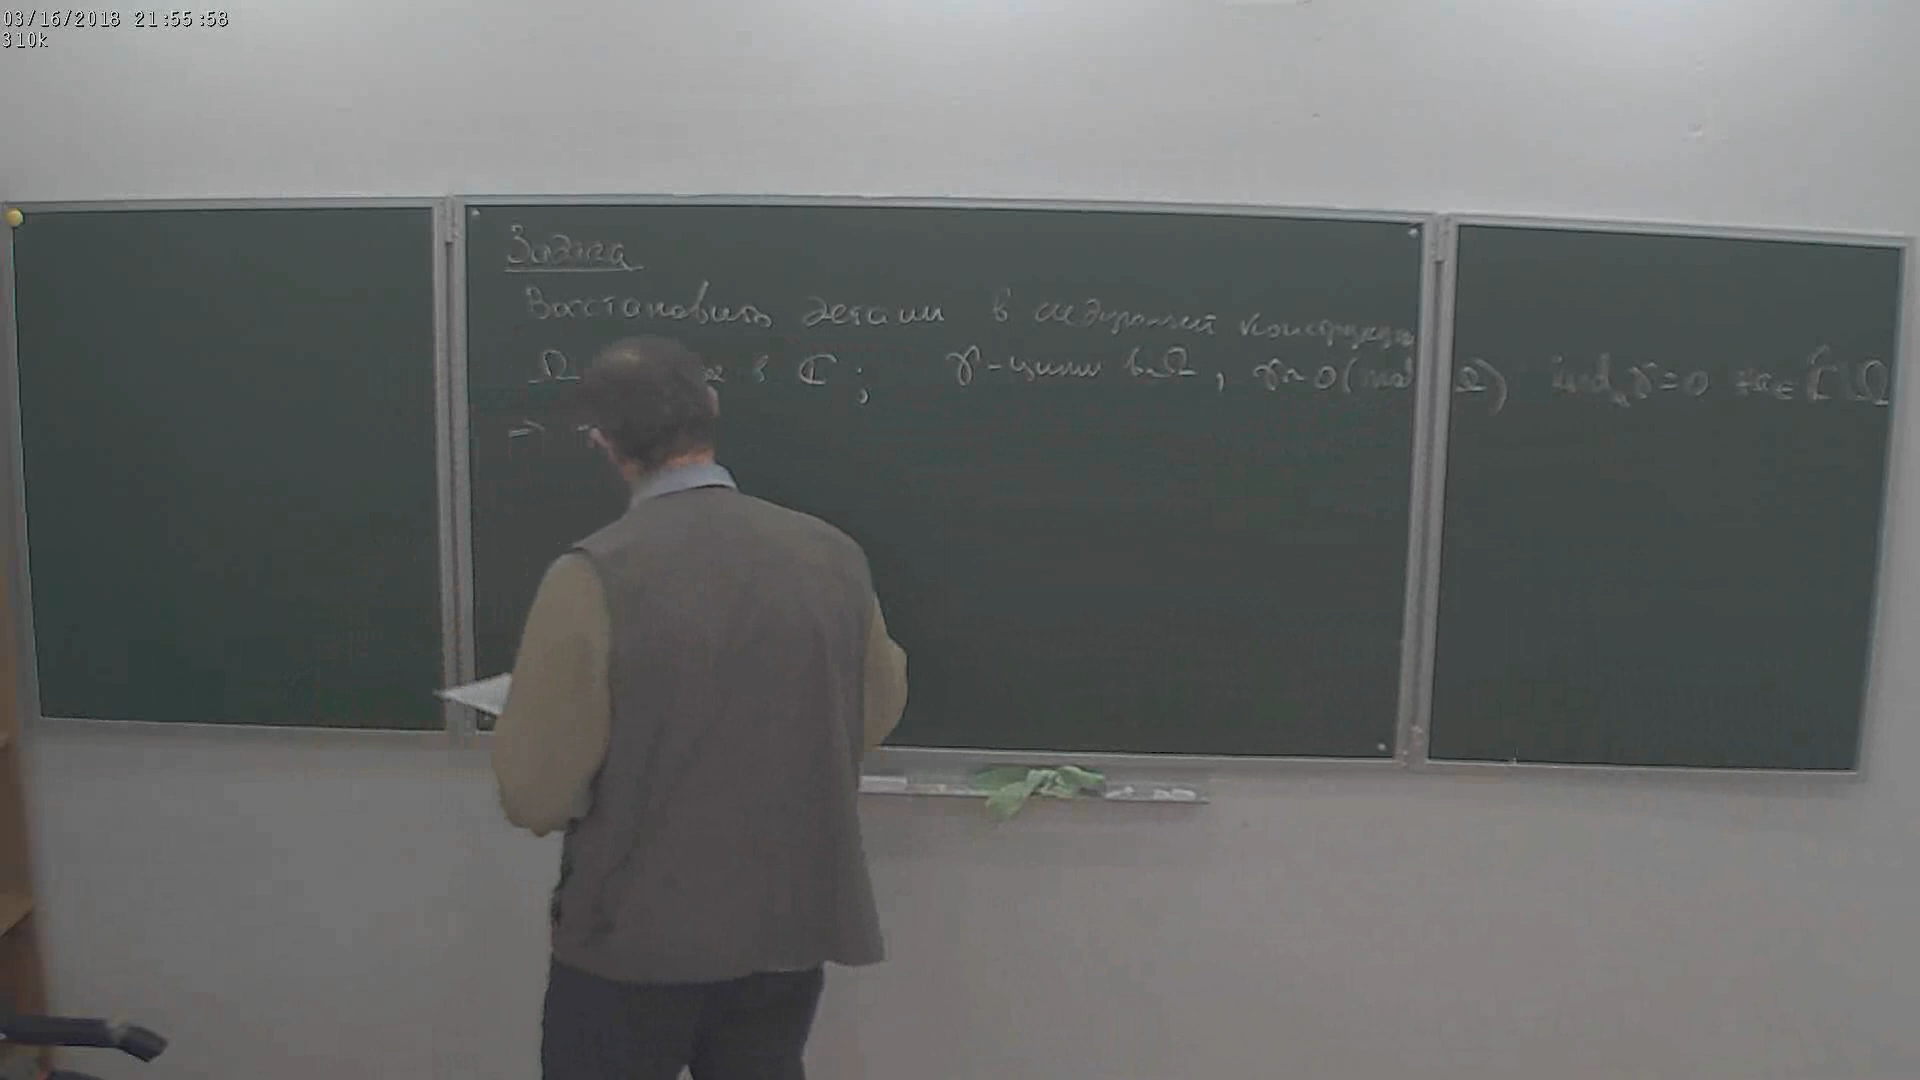 03/16/2018 21:55:58
310k
Задача
Восстановить детали в следующей конструкции
Ω в ℂ; γ-цикл в Ω, γ~0(mod Ω) ind_a γ=0 ∀a∈ℂ\Ω
⇒